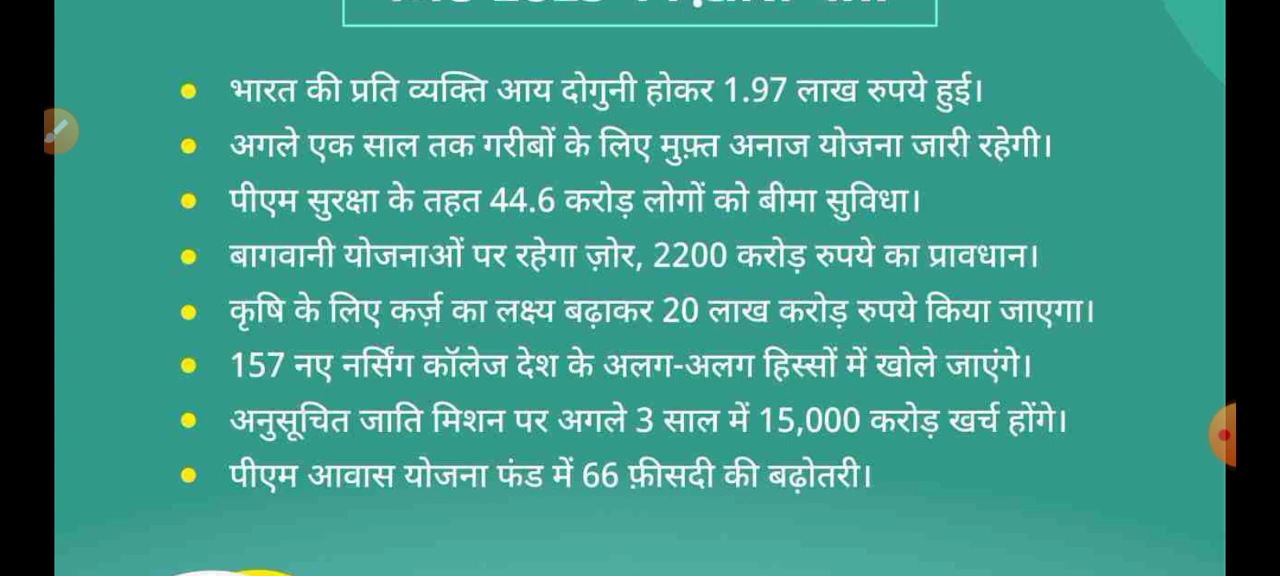 भारत की प्रति व्यक्ति आय दोगुनी होकर 1.97 लाख रुपये हुई।
अगले एक साल तक गरीबों के लिए मुफ़्त अनाज योजना जारी रहेगी।
पीएम सुरक्षा के तहत 44.6 करोड़ लोगों को बीमा सुविधा।
बागवानी योजनाओं पर रहेगा ज़ोर, 2200 करोड़ रुपये का प्रावधान।
कृषि के लिए कर्ज़ का लक्ष्य बढ़ाकर 20 लाख करोड़ रुपये किया जाएगा।
157 नए नर्सिंग कॉलेज देश के अलग-अलग हिस्सों में खोले जाएंगे।
अनुसूचित जाति मिशन पर अगले 3 साल में 15,000 करोड़ खर्च होंगे।
पीएम आवास योजना फंड में 66 फ़ीसदी की बढ़ोतरी।